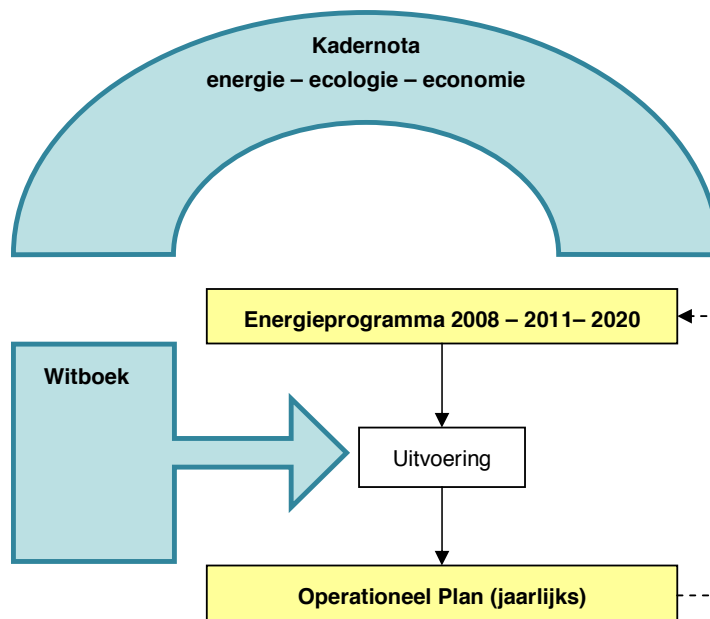 Kadernota
energie – ecologie – economie
Energieprogramma 2008 – 2011– 2020
Witboek
Uitvoering
Operationeel Plan (jaarlijks)